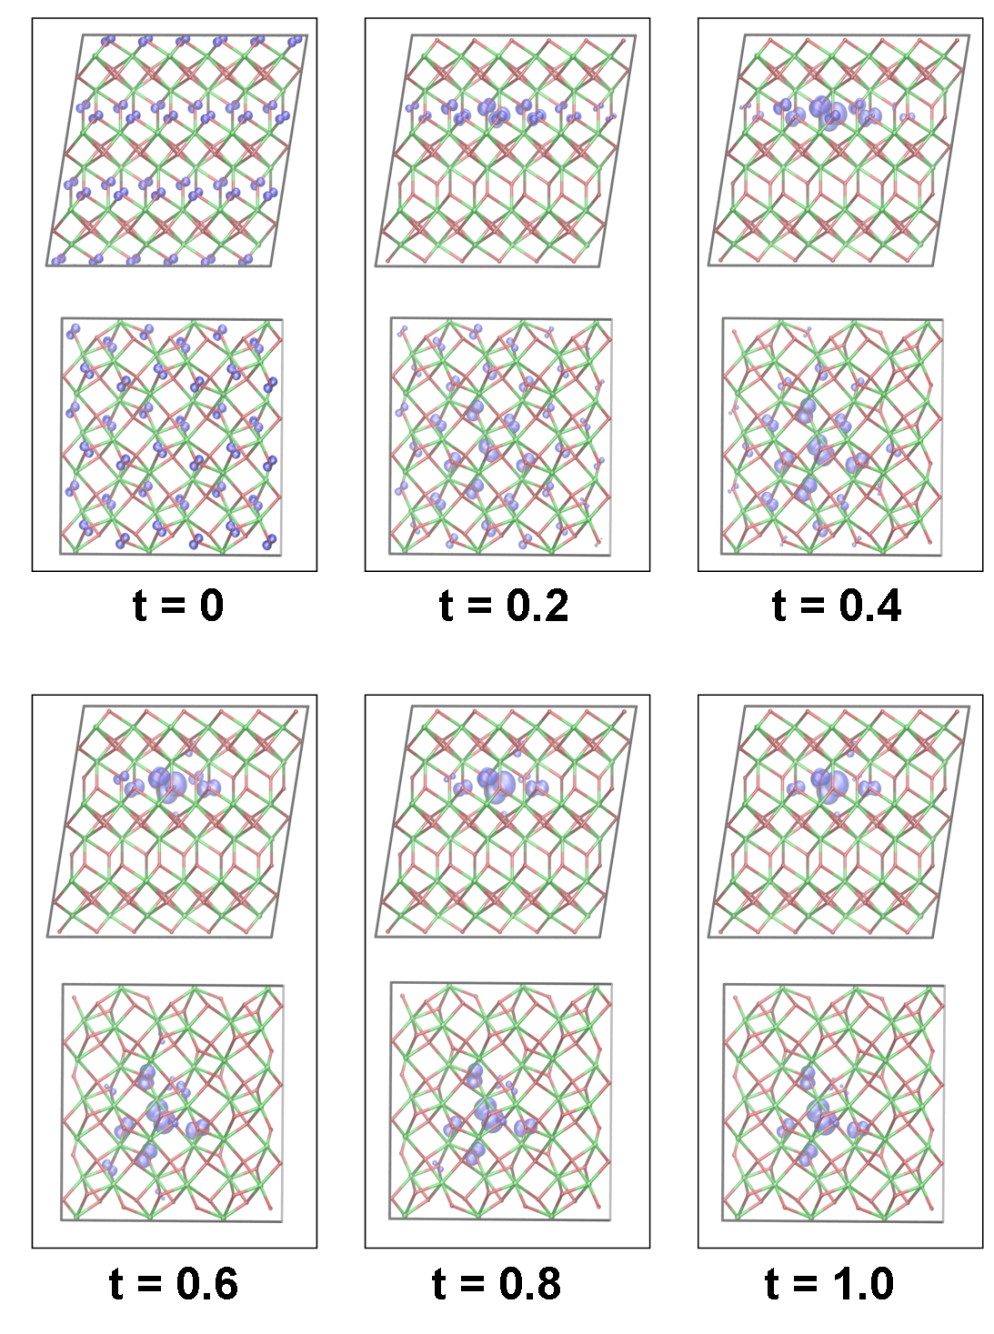 t = 0
t = 0.2
t = 0.4
t = 0.6
t = 0.8
t = 1.0